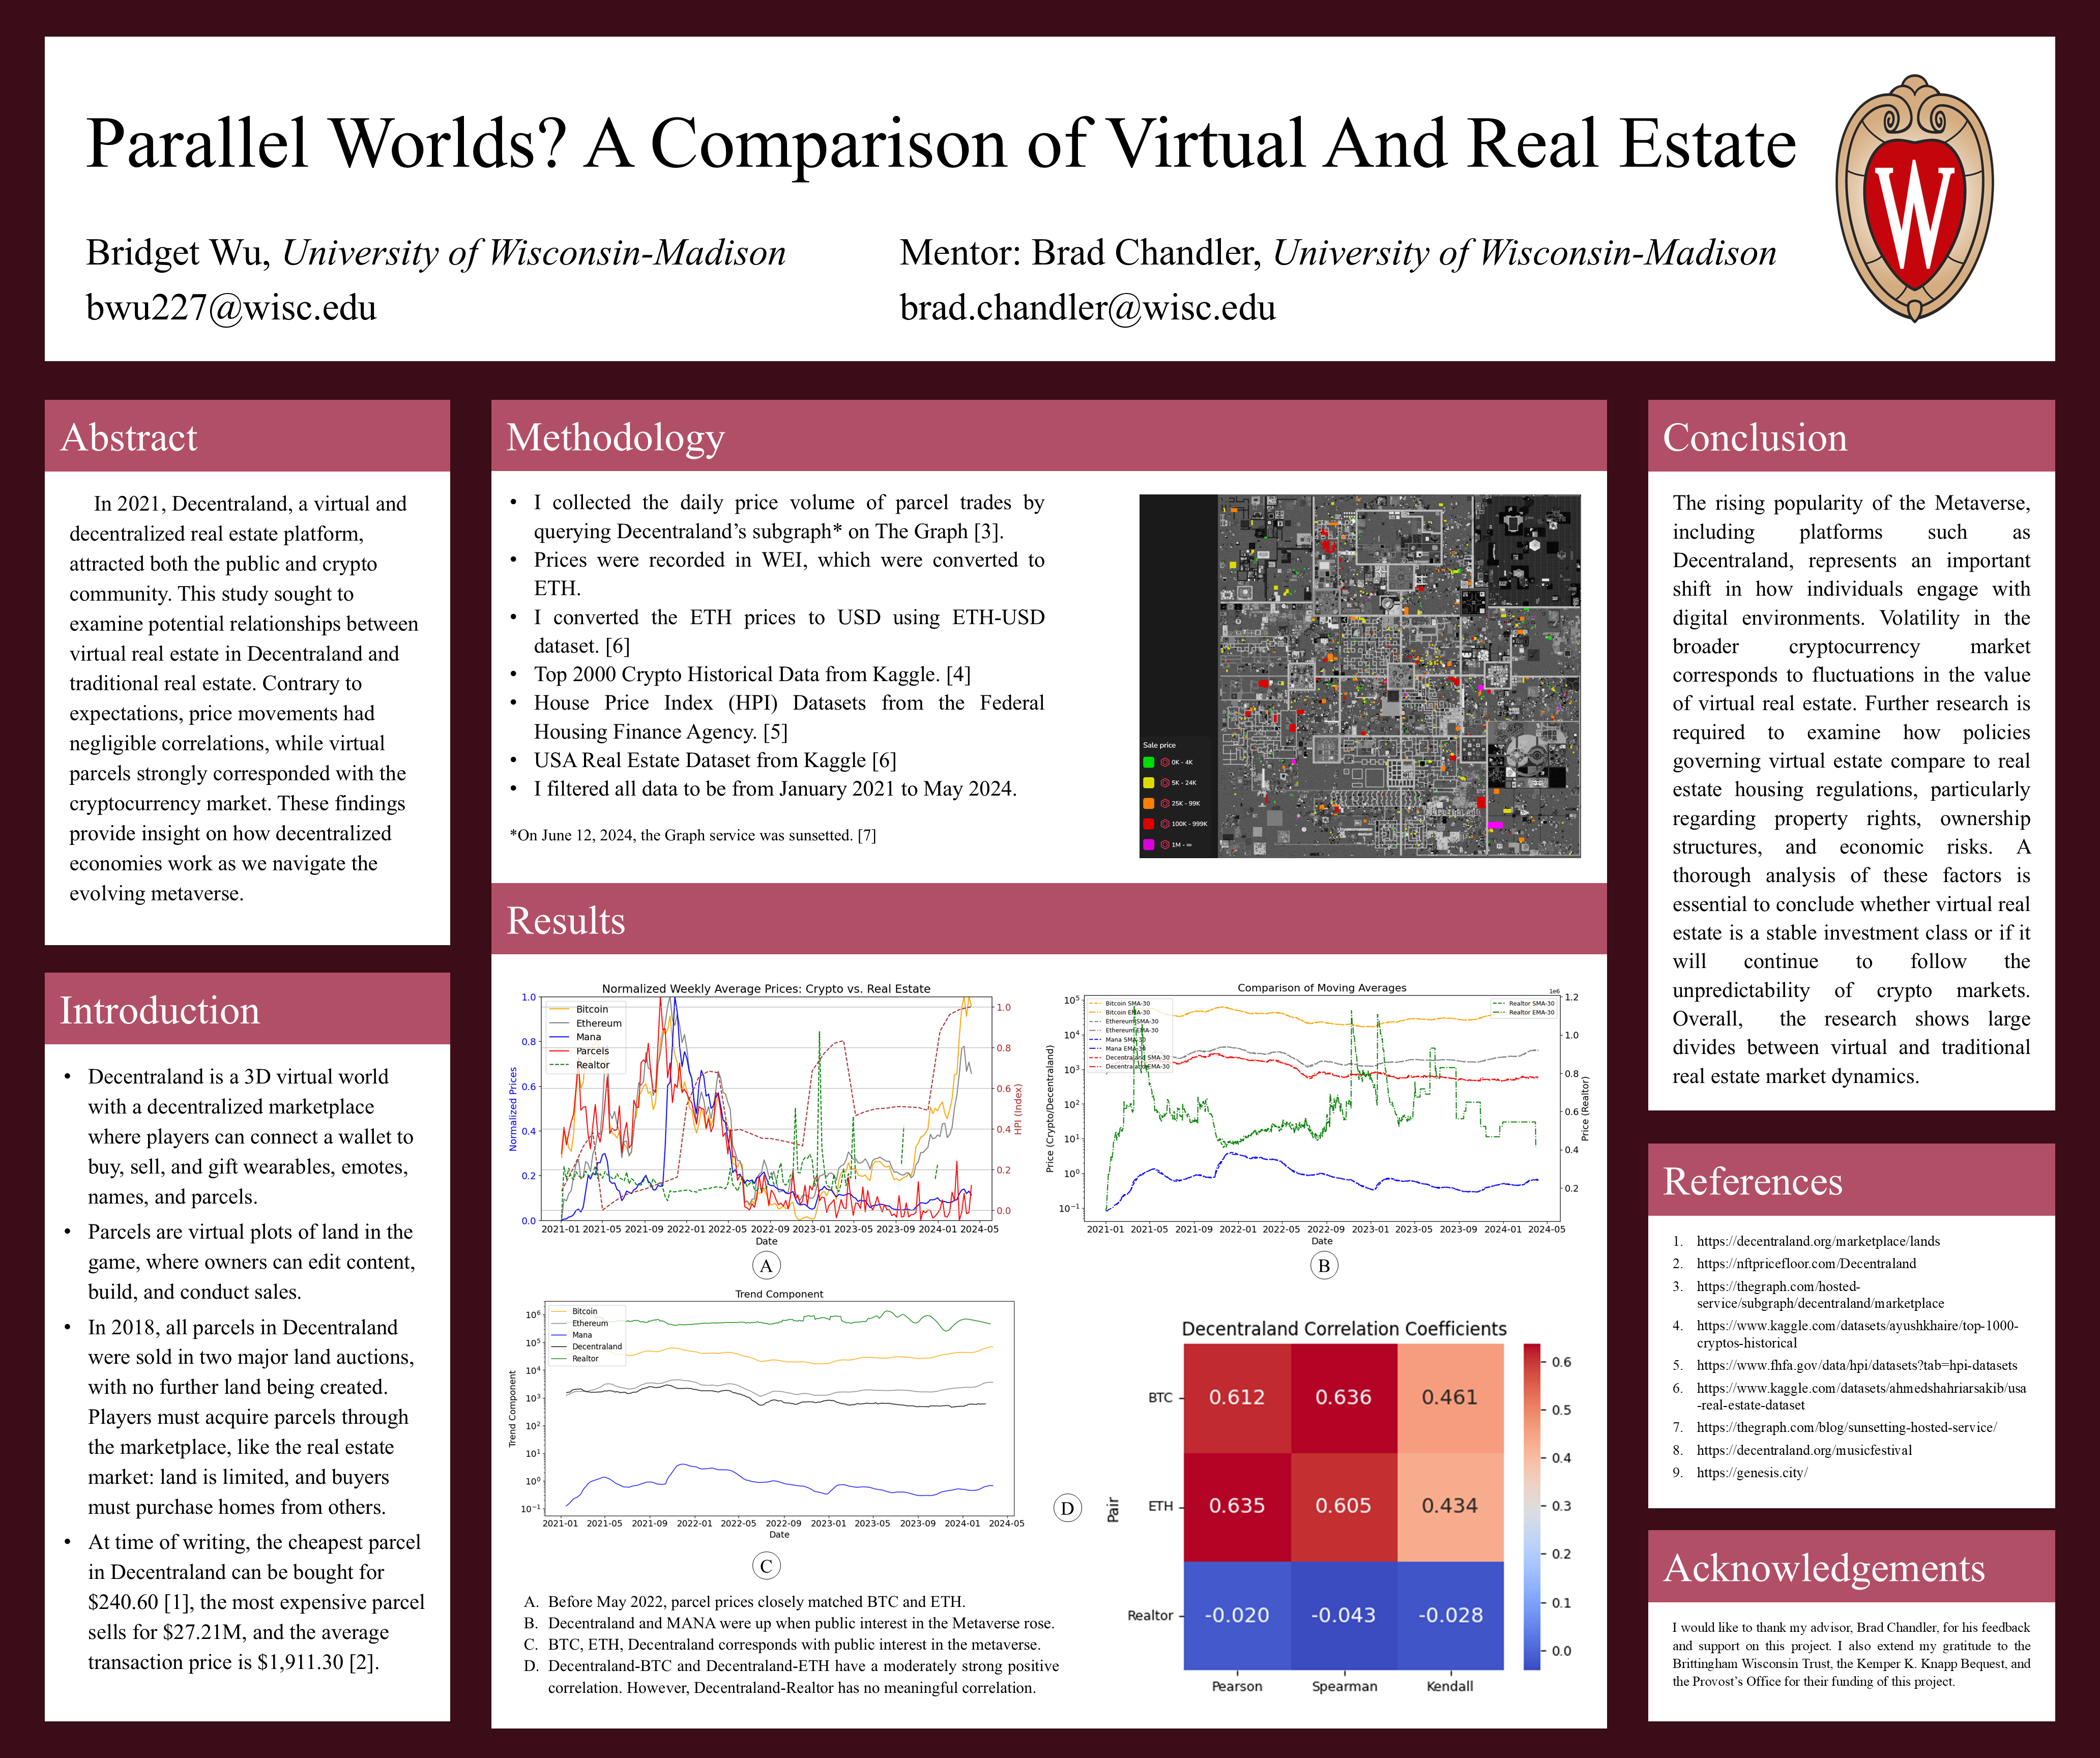 Parallel Worlds? A Comparison of Virtual And Real Estate
Bridget Wu, University of Wisconsin-Madison
bwu227@wisc.edu
Mentor: Brad Chandler, University of Wisconsin-Madison
brad.chandler@wisc.edu
W
Abstract
In 2021, Decentraland, a virtual and
decentralized real estate platform,
attracted both the public and crypto
community. This study sought to
examine potential relationships between
virtual real estate in Decentraland and
traditional real estate. Contrary to
expectations, price movements had
negligible correlations, while virtual
parcels strongly corresponded with the
cryptocurrency market. These findings
provide insight on how decentralized
economies work as we navigate the
evolving metaverse.
Introduction
• Decentraland is a 3D virtual world
with a decentralized marketplace
where players can connect a wallet to
buy, sell, and gift wearables, emotes,
names, and parcels.
• Parcels are virtual plots of land in the
game, where owners can edit content,
build, and conduct sales.
• In 2018, all parcels in Decentraland
were sold in two major land auctions,
with no further land being created.
Players must acquire parcels through
the marketplace, like the real estate
market: land is limited, and buyers
must purchase homes from others.
• At time of writing, the cheapest parcel
in Decentraland can be bought for
$240.60 [1], the most expensive parcel
sells for $27.21M, and the average
transaction price is $1,911.30 [2].
Methodology
• I collected the daily price volume of parcel trades by
querying Decentraland’s subgraph* on The Graph [3].
• Prices were recorded in WEI, which were converted to
ETH.
• I converted the ETH prices to USD using ETH-USD
dataset. [6]
• Top 2000 Crypto Historical Data from Kaggle. [4]
• House Price Index (HPI) Datasets from the Federal
Housing Finance Agency. [5]
• USA Real Estate Dataset from Kaggle [6]
• I filtered all data to be from January 2021 to May 2024.
*On June 12, 2024, the Graph service was sunsetted. [7]
Sale price
0K - 4K
5K - 24K
25K - 99K
100K - 999K
1M - ∞
Results
Normalized Weekly Average Prices: Crypto vs. Real Estate
Bitcoin
Ethereum
Mana
Parcels
Realtor
Normalized Prices
1.0
0.8
0.6
0.4
0.2
0.0
HPI (Index)
1.0
0.8
0.6
0.4
0.2
0.0
2021-01 2021-05 2021-09 2022-01 2022-05 2022-09 2023-01 2023-05 2023-09 2024-01 2024-05
Date
A
Comparison of Moving Averages
1e6
Bitcoin SMA-30
Bitcoin EMA-30
Ethereum SMA-30
Ethereum EMA-30
Mana SMA-30
Mana EMA-30
Decentraland SMA-30
Decentraland EMA-30
Realtor SMA-30
Realtor EMA-30
Price (Crypto/Decentraland)
10⁵
10⁴
10³
10²
10¹
10⁰
10⁻¹
Price (Realtor)
1.2
1.0
0.8
0.6
0.4
0.2
2021-01 2021-05 2021-09 2022-01 2022-05 2022-09 2023-01 2023-05 2023-09 2024-01 2024-05
Date
B
Trend Component
Bitcoin
Ethereum
Mana
Decentraland
Realtor
Trend Component
10⁶
10⁵
10⁴
10³
10²
10¹
10⁰
10⁻¹
2021-01 2021-05 2021-09 2022-01 2022-05 2022-09 2023-01 2023-05 2023-09 2024-01 2024-05
Date
C
D
Decentraland Correlation Coefficients
Pair
BTC 0.612 0.636 0.461
ETH 0.635 0.605 0.434
Realtor -0.020 -0.043 -0.028
Pearson Spearman Kendall
0.6
0.5
0.4
0.3
0.2
0.1
0.0
A. Before May 2022, parcel prices closely matched BTC and ETH.
B. Decentraland and MANA were up when public interest in the Metaverse rose.
C. BTC, ETH, Decentraland corresponds with public interest in the metaverse.
D. Decentraland-BTC and Decentraland-ETH have a moderately strong positive
correlation. However, Decentraland-Realtor has no meaningful correlation.
Conclusion
The rising popularity of the Metaverse,
including platforms such as
Decentraland, represents an important
shift in how individuals engage with
digital environments. Volatility in the
broader cryptocurrency market
corresponds to fluctuations in the value
of virtual real estate. Further research is
required to examine how policies
governing virtual estate compare to real
estate housing regulations, particularly
regarding property rights, ownership
structures, and economic risks. A
thorough analysis of these factors is
essential to conclude whether virtual real
estate is a stable investment class or if it
will continue to follow the
unpredictability of crypto markets.
Overall, the research shows large
divides between virtual and traditional
real estate market dynamics.
References
1. https://decentraland.org/marketplace/lands
2. https://nftpricefloor.com/Decentraland
3. https://thegraph.com/hosted-
service/subgraph/decentraland/marketplace
4. https://www.kaggle.com/datasets/ayushkhaire/top-1000-
cryptos-historical
5. https://www.fhfa.gov/data/hpi/datasets?tab=hpi-datasets
6. https://www.kaggle.com/datasets/ahmedshahriarsakib/usa
-real-estate-dataset
7. https://thegraph.com/blog/sunsetting-hosted-service/
8. https://decentraland.org/musicfestival
9. https://genesis.city/
Acknowledgements
I would like to thank my advisor, Brad Chandler, for his feedback
and support on this project. I also extend my gratitude to the
Brittingham Wisconsin Trust, the Kemper K. Knapp Bequest, and
the Provost’s Office for their funding of this project.